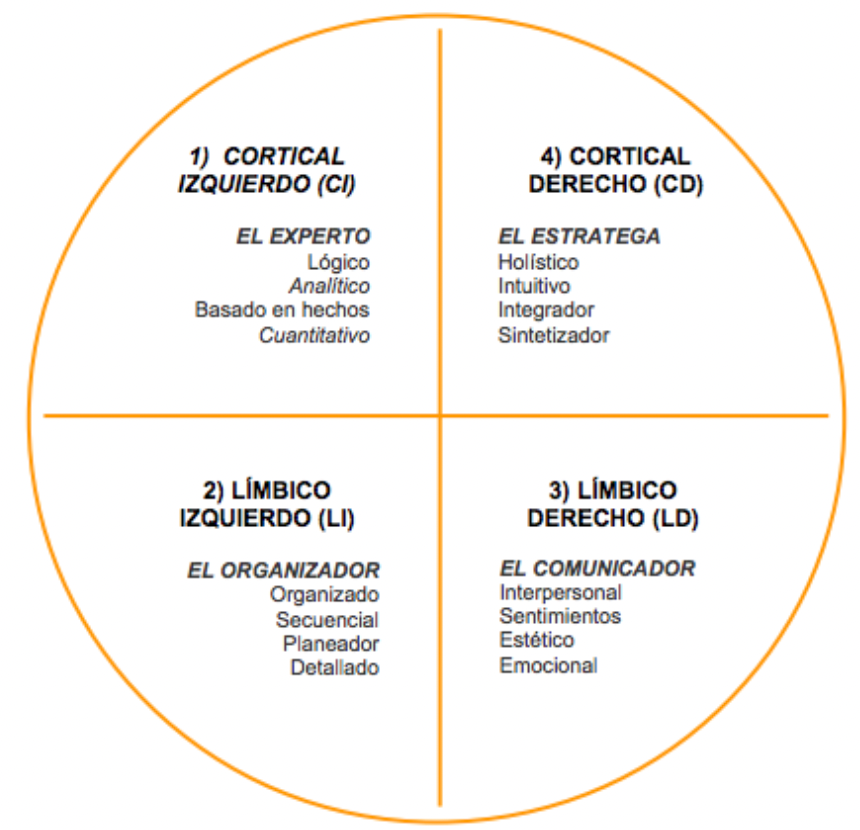 1) CORTICAL
IZQUIERDO (CI)
EL EXPERTO
Lógico
Analítico
Basado en hechos
Cuantitativo
4) CORTICAL
DERECHO (CD)
EL ESTRATEGA
Holístico
Intuitivo
Integrador
Sintetizador
2) LÍMBICO
IZQUIERDO (LI)
EL ORGANIZADOR
Organizado
Secuencial
Planeador
Detallado
3) LÍMBICO
DERECHO (LD)
EL COMUNICADOR
Interpersonal
Sentimientos
Estético
Emocional